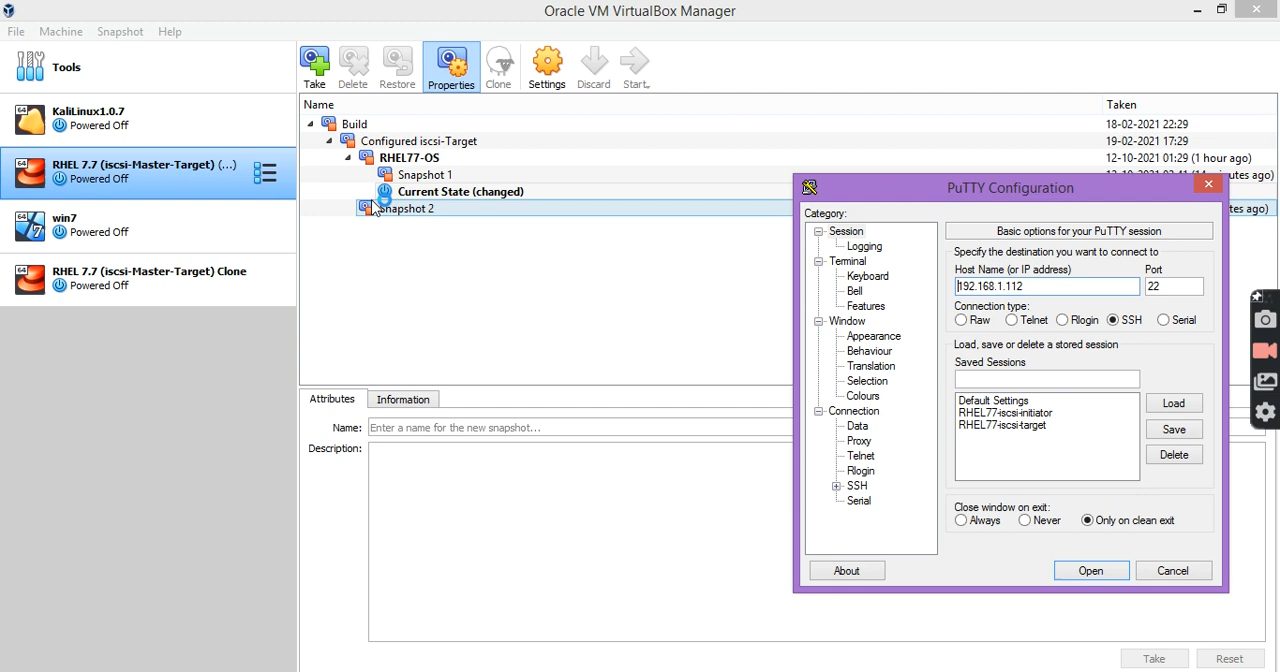 Oracle VM VirtualBox Manager
File Machine Snapshot Help
Tools
64 KaliLinux1.0.7
Powered Off
64 RHEL 7.7 (iscsi-Master-Target) (...)
Powered Off
64 win7
Powered Off
64 RHEL 7.7 (iscsi-Master-Target) Clone
Powered Off
Take Delete Restore Properties Clone Settings Discard Start
Name Taken
Build 18-02-2021 22:29
Configured iscsi-Target 19-02-2021 17:29
RHEL77-OS 12-10-2021 01:29 (1 hour ago)
Snapshot 1
Current State (changed)
Snapshot 2 tes ago)
Attributes Information
Name: Enter a name for the new snapshot...
Description:
Take Reset
PuTTY Configuration
Category:
Session
Logging
Terminal
Keyboard
Bell
Features
Window
Appearance
Behaviour
Translation
Selection
Colours
Connection
Data
Proxy
Telnet
Rlogin
SSH
Serial
Basic options for your PuTTY session
Specify the destination you want to connect to
Host Name (or IP address) Port
192.168.1.112 22
Connection type:
Raw Telnet Rlogin SSH Serial
Load, save or delete a stored session
Saved Sessions
Default Settings
RHEL77-iscsi-initiator
RHEL77-iscsi-target
Load
Save
Delete
Close window on exit:
Always Never Only on clean exit
About Open Cancel